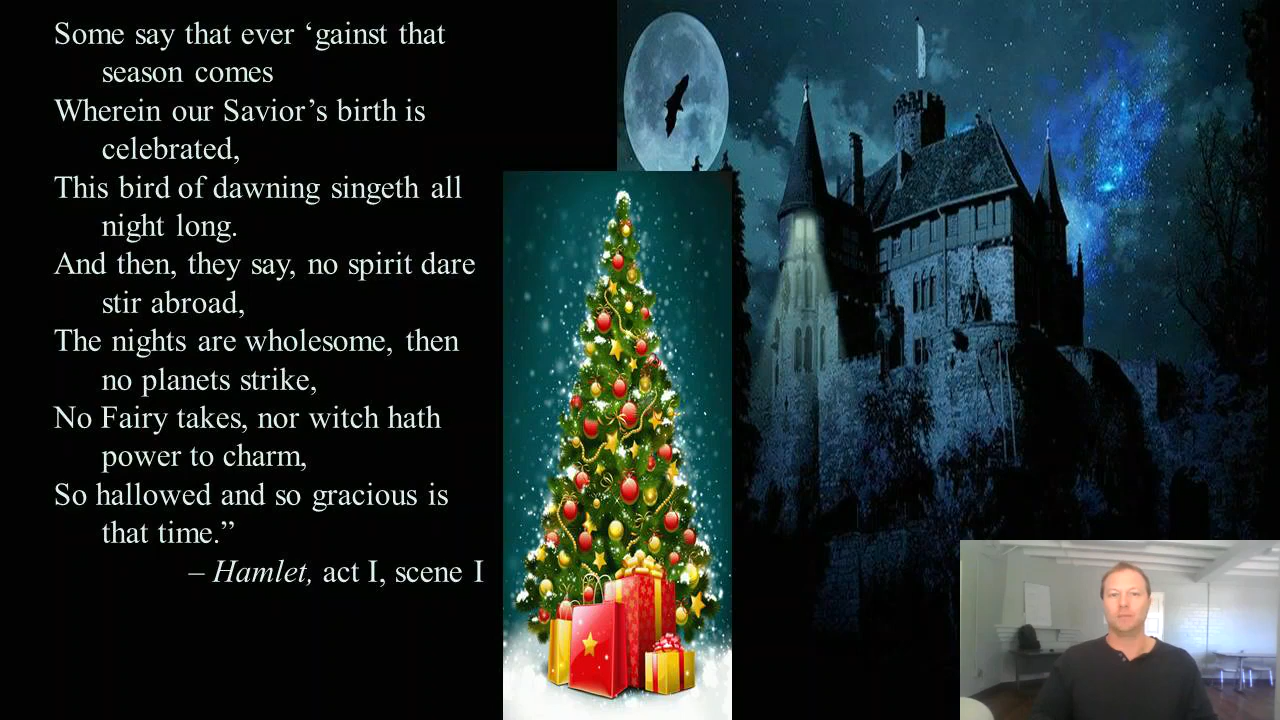 Some say that ever ‘gainst that
season comes
Wherein our Savior’s birth is
celebrated,
This bird of dawning singeth all
night long.
And then, they say, no spirit dare
stir abroad,
The nights are wholesome, then
no planets strike,
No Fairy takes, nor witch hath
power to charm,
So hallowed and so gracious is
that time.”
– Hamlet, act I, scene I